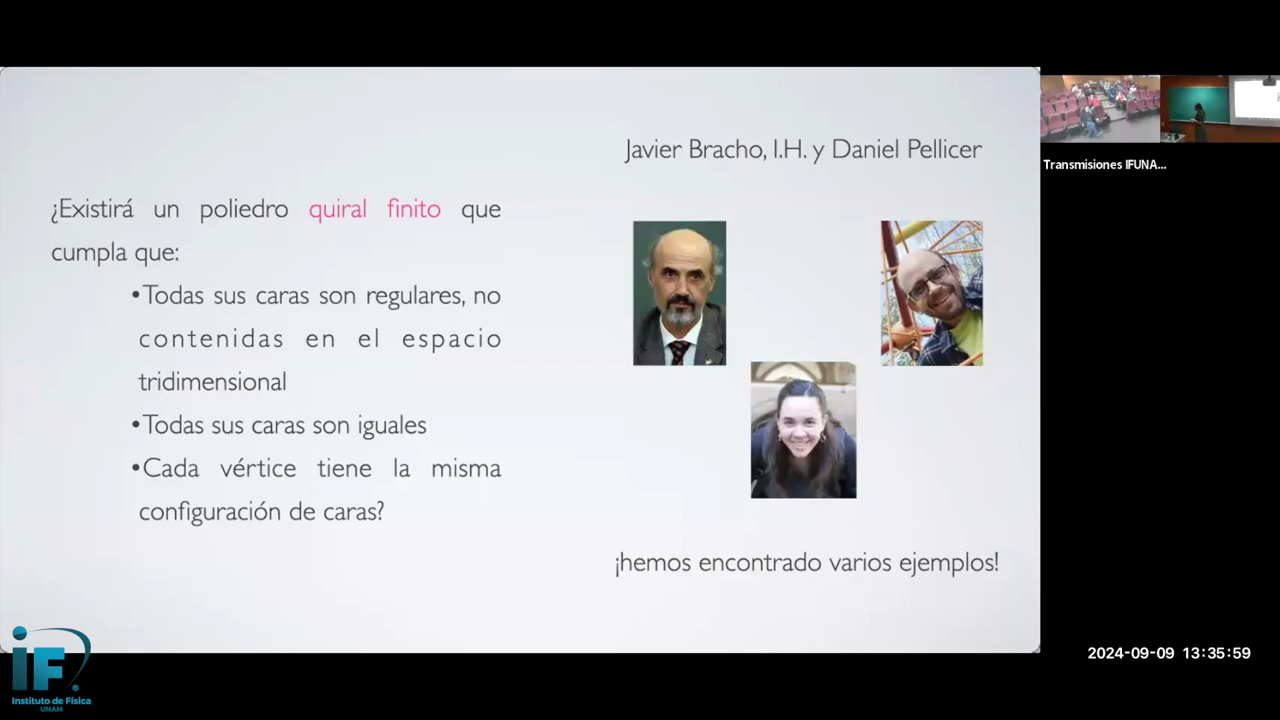 Javier Bracho, I.H. y Daniel Pellicer
¿Existirá un poliedro quiral finito que
cumpla que:
•Todas sus caras son regulares, no
contenidas en el espacio
tridimensional
•Todas sus caras son iguales
•Cada vértice tiene la misma
configuración de caras?
¡hemos encontrado varios ejemplos!
Transmisiones IFUNA...
2024-09-09 13:35:59
iF
Instituto de Física
UNAM